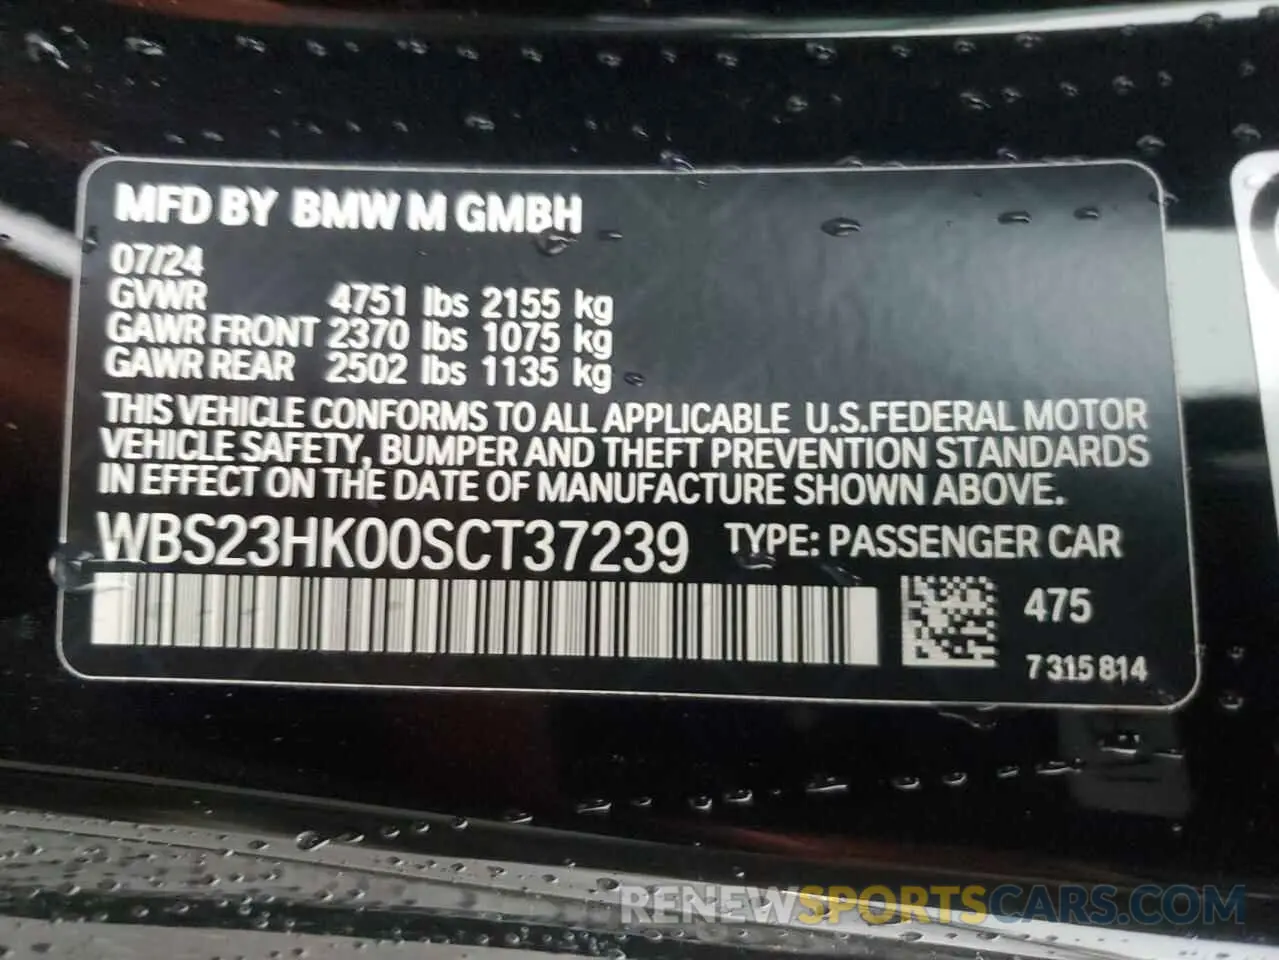 MFD BY BMW M GMBH
07/24
GVWR 4751 lbs 2155 kg
GAWR FRONT 2370 lbs 1075 kg
GAWR REAR 2502 lbs 1135 kg
THIS VEHICLE CONFORMS TO ALL APPLICABLE U.S.FEDERAL MOTOR
VEHICLE SAFETY, BUMPER AND THEFT PREVENTION STANDARDS
IN EFFECT ON THE DATE OF MANUFACTURE SHOWN ABOVE.
WBS23HK00SCT37239 TYPE: PASSENGER CAR
475
7 315 814
RENEWSPORTSCARS.COM